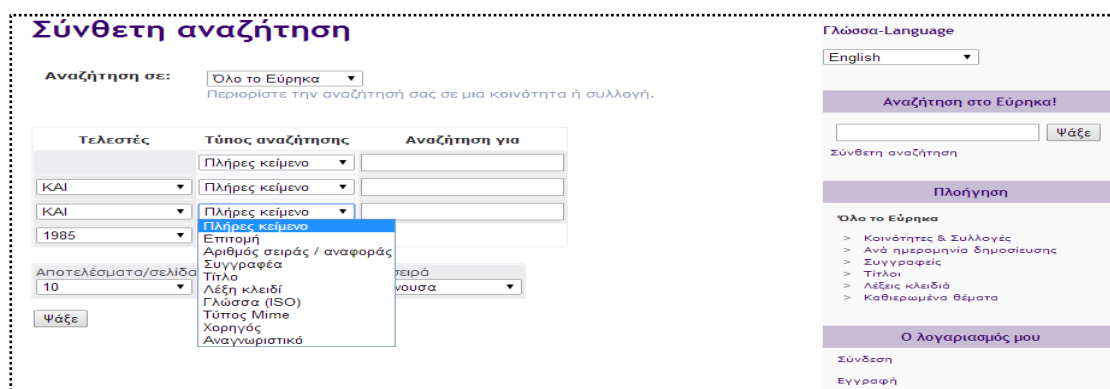 Σύνθετη αναζήτηση
Αναζήτηση σε:
Όλο το Εύρηκα
Περιορίστε την αναζήτησή σας σε μια κοινότητα ή συλλογή.
Τελεστές Τύπος αναζήτησης Αναζήτηση για
Πλήρες κείμενο
ΚΑΙ Πλήρες κείμενο
ΚΑΙ Πλήρες κείμενο
1985
Πλήρες κείμενο
Επιτομή
Αριθμός σειράς / αναφοράς
Συγγραφέα
Τίτλο
Λέξη κλειδί
Γλώσσα (ISO)
Τύπος Mime
Χορηγός
Αναγνωριστικό
Αποτελέσματα/σελίδα
10
σειρά
νουσα
Ψάξε
Γλώσσα-Language
English
Αναζήτηση στο Εύρηκα!
Ψάξε
Σύνθετη αναζήτηση
Πλοήγηση
Όλο το Εύρηκα
> Κοινότητες & Συλλογές
> Ανά ημερομηνία δημοσίευσης
> Συγγραφείς
> Τίτλοι
> Λέξεις κλειδιά
> Καθιερωμένα θέματα
Ο λογαριασμός μου
Σύνδεση
Εγγραφή